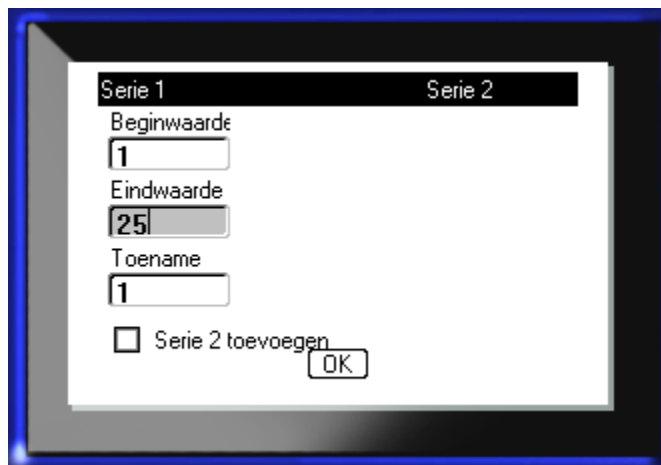 Serie 1 Serie 2
Beginwaarde
1
Eindwaarde
25
Toename
1
Serie 2 toevoegen
OK